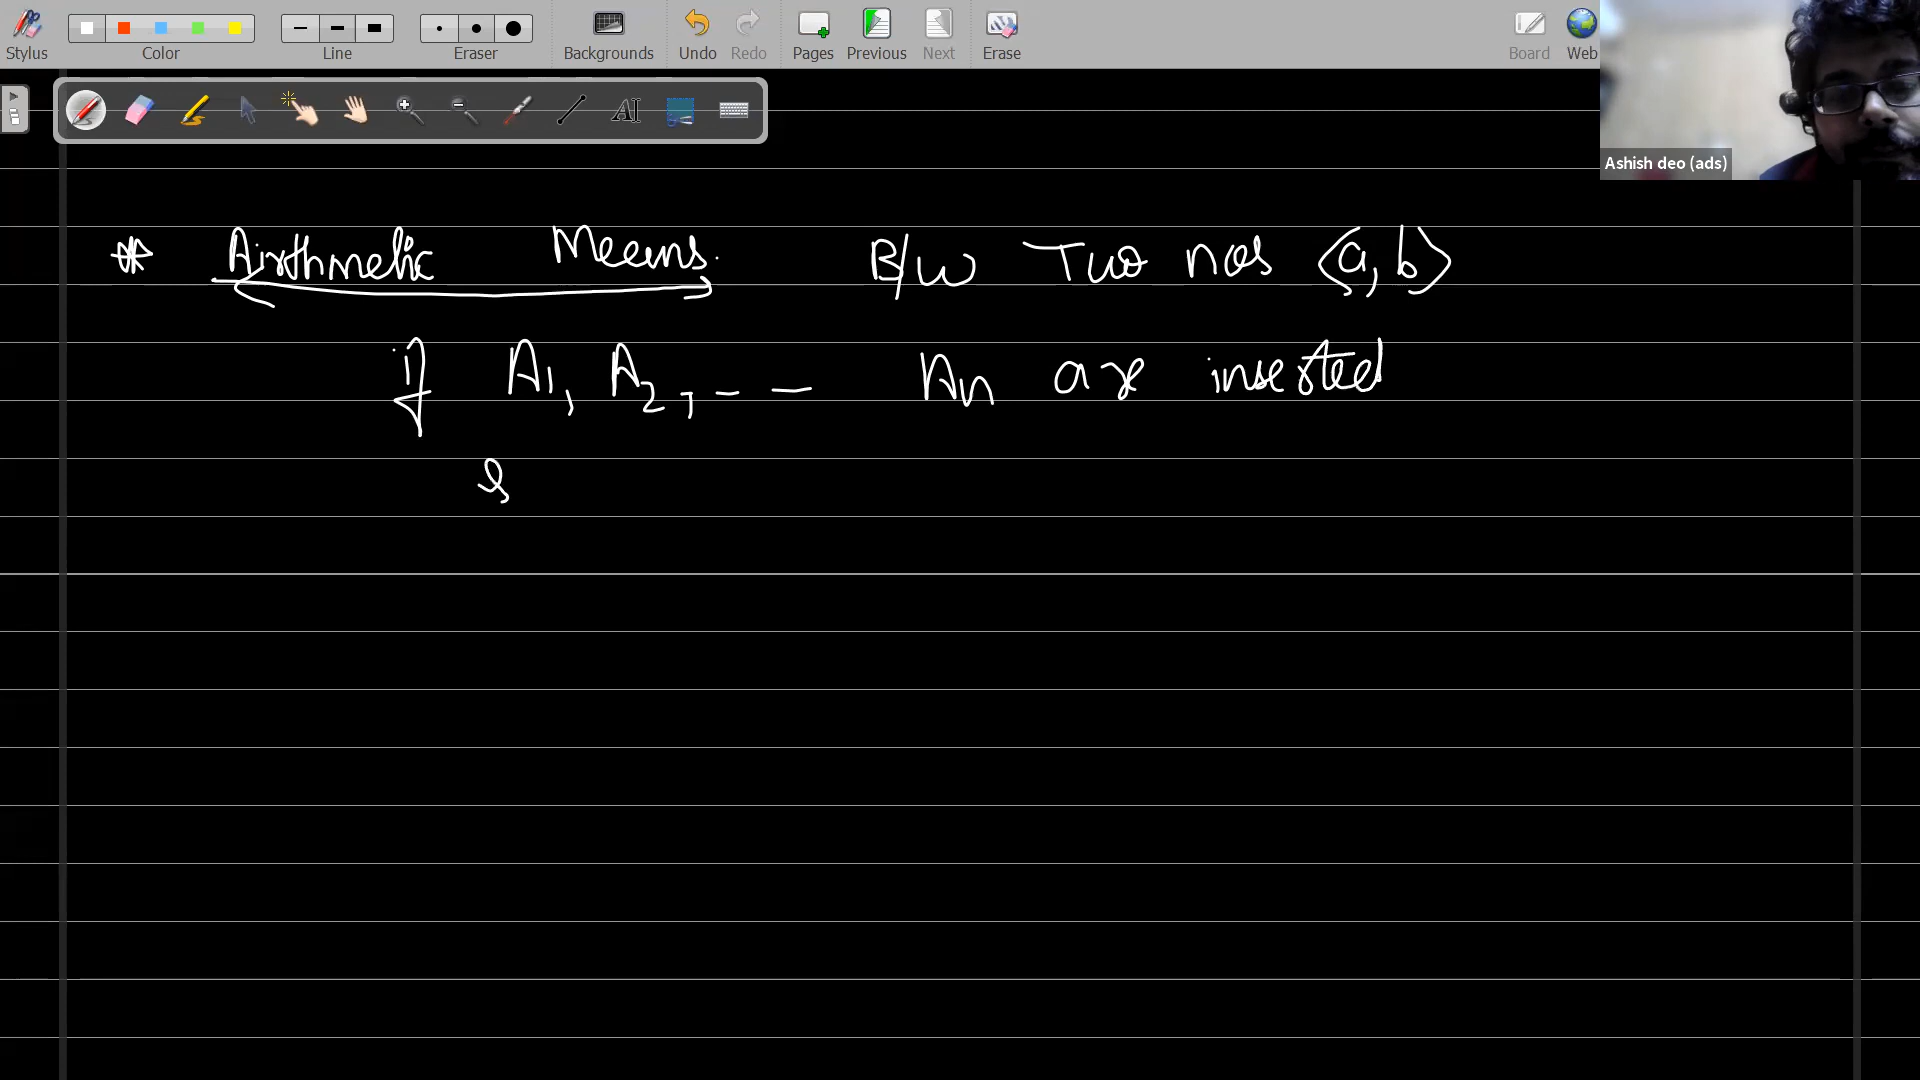 Stylus Color Line Eraser Backgrounds Undo Redo Pages Previous Next Erase Board Web
AI
Ashish deo (ads)
* Airthmetic Means. B/w Two nos <a, b>
if A1, A2, - - An are inserted